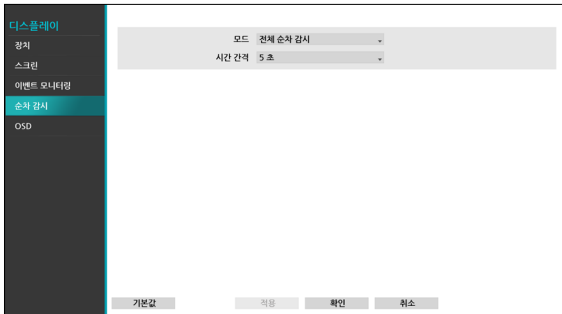 디스플레이
장치
스크린
이벤트 모니터링
순차 감시
OSD
모드 전체 순차 감시
시간 간격 5 초
기본값 적용 확인 취소